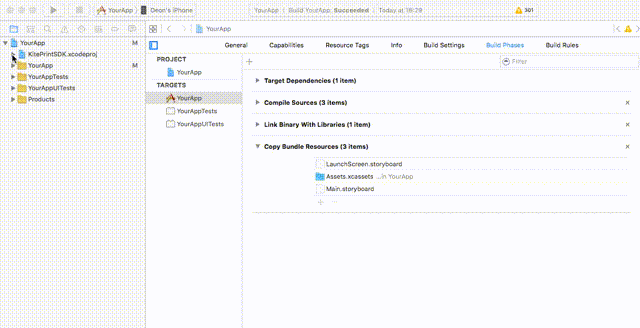 YourApp Deon's iPhone YourApp | Build YourApp: Succeeded | Today at 16:20 301
YourApp
YourApp M
KitePrintSDK.xcodeproj
YourApp M
YourAppTests
YourAppUITests
Products
General Capabilities Resource Tags Info Build Settings Build Phases Build Rules
PROJECT
YourApp
TARGETS
YourApp
YourAppTests
YourAppUITests
Filter
Target Dependencies (1 item)
Compile Sources (3 items)
Link Binary With Libraries (1 item)
Copy Bundle Resources (3 items)
LaunchScreen.storyboard
Assets.xcassets ...in YourApp
Main.storyboard